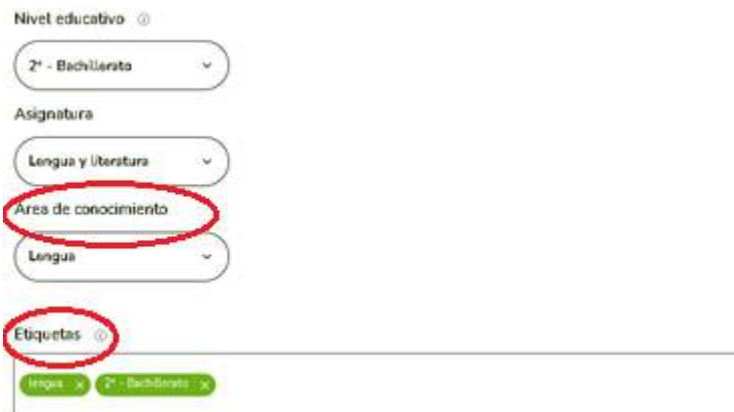 Nivel educativo
2º - Bachillerato
Asignatura
Lengua y literatura
Area de conocimiento
Lengua
Etiquetas
lengua x 2º - Bachillerato x